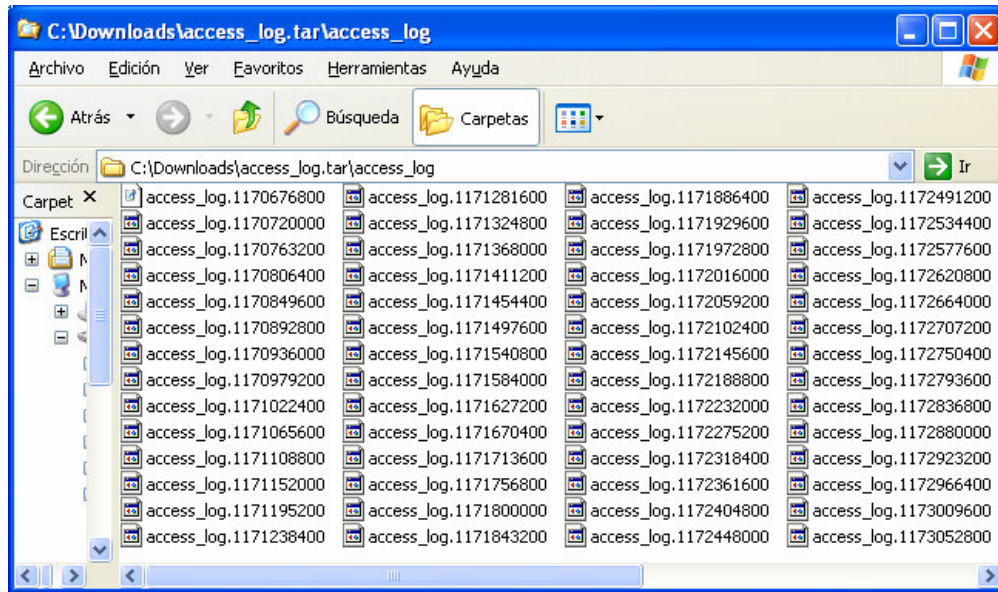 C:\Downloads\access_log.tar\access_log
Archivo Edición Ver Favoritos Herramientas Ayuda
Atrás Búsqueda Carpetas
Dirección C:\Downloads\access_log.tar\access_log Ir
Carpet access_log.1170676800 access_log.1171281600 access_log.1171886400 access_log.1172491200
Escril access_log.1170720000 access_log.1171324800 access_log.1171929600 access_log.1172534400
access_log.1170763200 access_log.1171368000 access_log.1171972800 access_log.1172577600
access_log.1170806400 access_log.1171411200 access_log.1172016000 access_log.1172620800
access_log.1170849600 access_log.1171454400 access_log.1172059200 access_log.1172664000
access_log.1170892800 access_log.1171497600 access_log.1172102400 access_log.1172707200
access_log.1170936000 access_log.1171540800 access_log.1172145600 access_log.1172750400
access_log.1170979200 access_log.1171584000 access_log.1172188800 access_log.1172793600
access_log.1171022400 access_log.1171627200 access_log.1172232000 access_log.1172836800
access_log.1171065600 access_log.1171670400 access_log.1172275200 access_log.1172880000
access_log.1171108800 access_log.1171713600 access_log.1172318400 access_log.1172923200
access_log.1171152000 access_log.1171756800 access_log.1172361600 access_log.1172966400
access_log.1171195200 access_log.1171800000 access_log.1172404800 access_log.1173009600
access_log.1171238400 access_log.1171843200 access_log.1172448000 access_log.1173052800